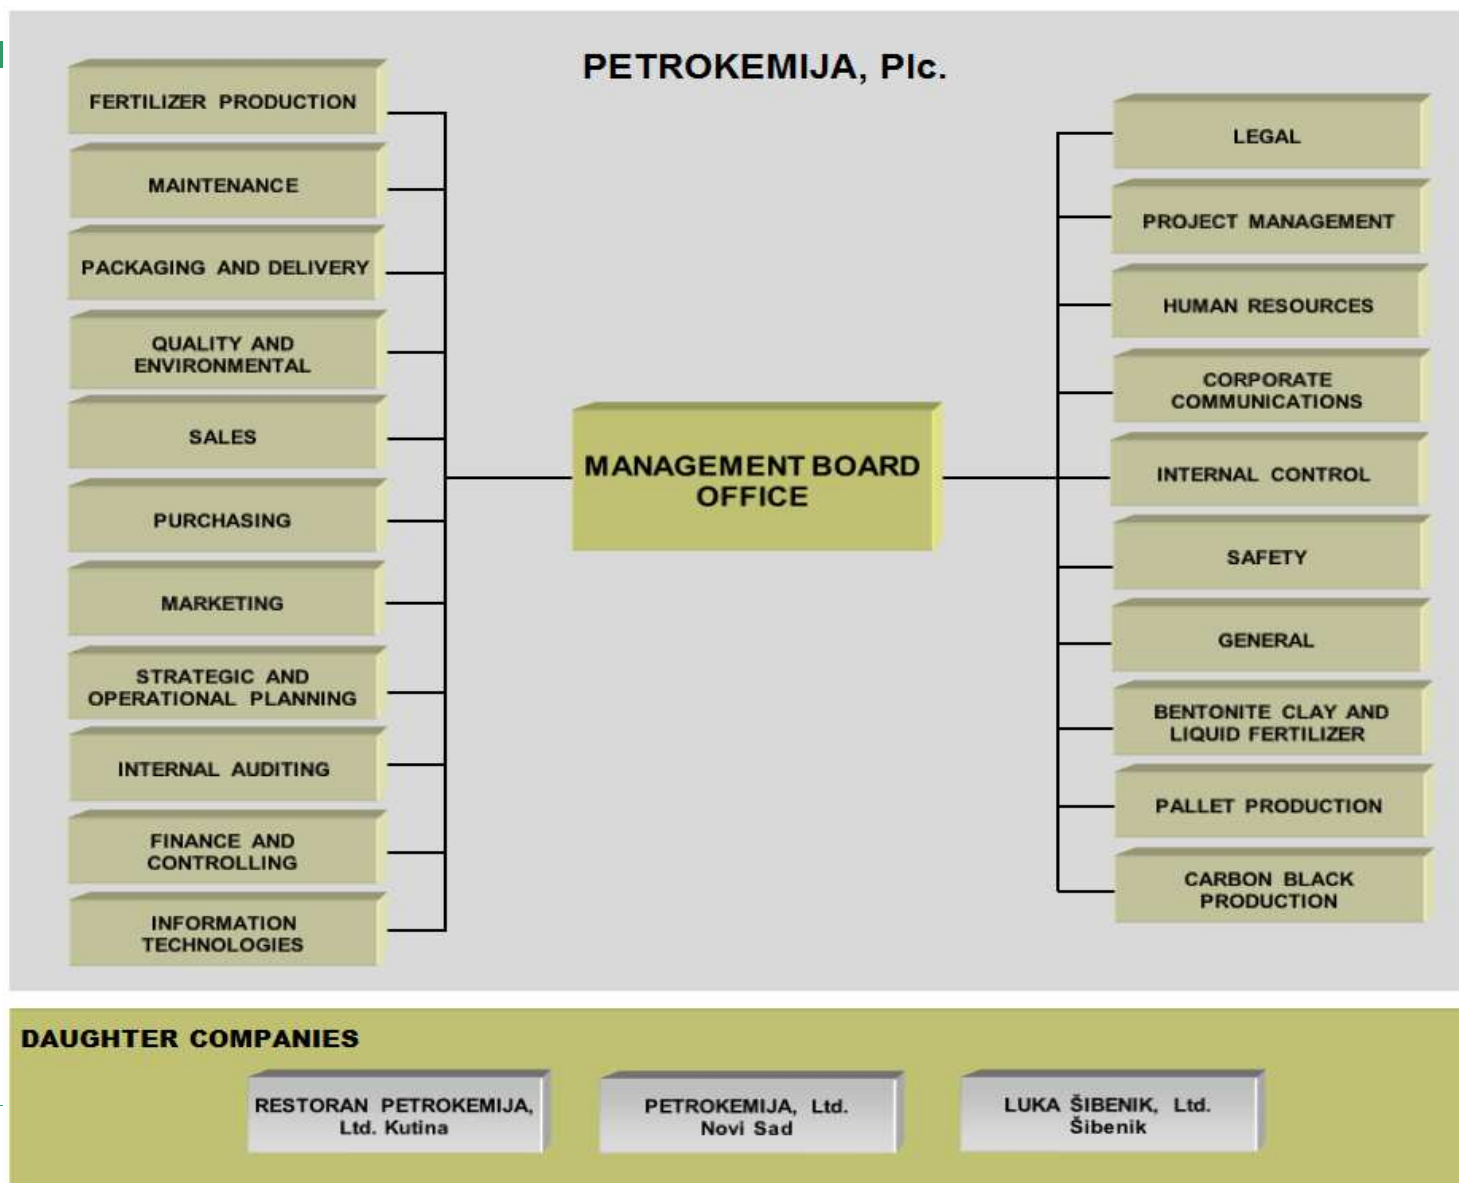 PETROKEMIJA, Plc.
FERTILIZER PRODUCTION
MAINTENANCE
PACKAGING AND DELIVERY
QUALITY AND
ENVIRONMENTAL
SALES
PURCHASING
MARKETING
STRATEGIC AND
OPERATIONAL PLANNING
INTERNAL AUDITING
FINANCE AND
CONTROLLING
INFORMATION
TECHNOLOGIES
MANAGEMENT BOARD
OFFICE
LEGAL
PROJECT MANAGEMENT
HUMAN RESOURCES
CORPORATE
COMMUNICATIONS
INTERNAL CONTROL
SAFETY
GENERAL
BENTONITE CLAY AND
LIQUID FERTILIZER
PALLET PRODUCTION
CARBON BLACK
PRODUCTION
DAUGHTER COMPANIES
RESTORAN PETROKEMIJA,
Ltd. Kutina
PETROKEMIJA, Ltd.
Novi Sad
LUKA ŠIBENIK, Ltd.
Šibenik